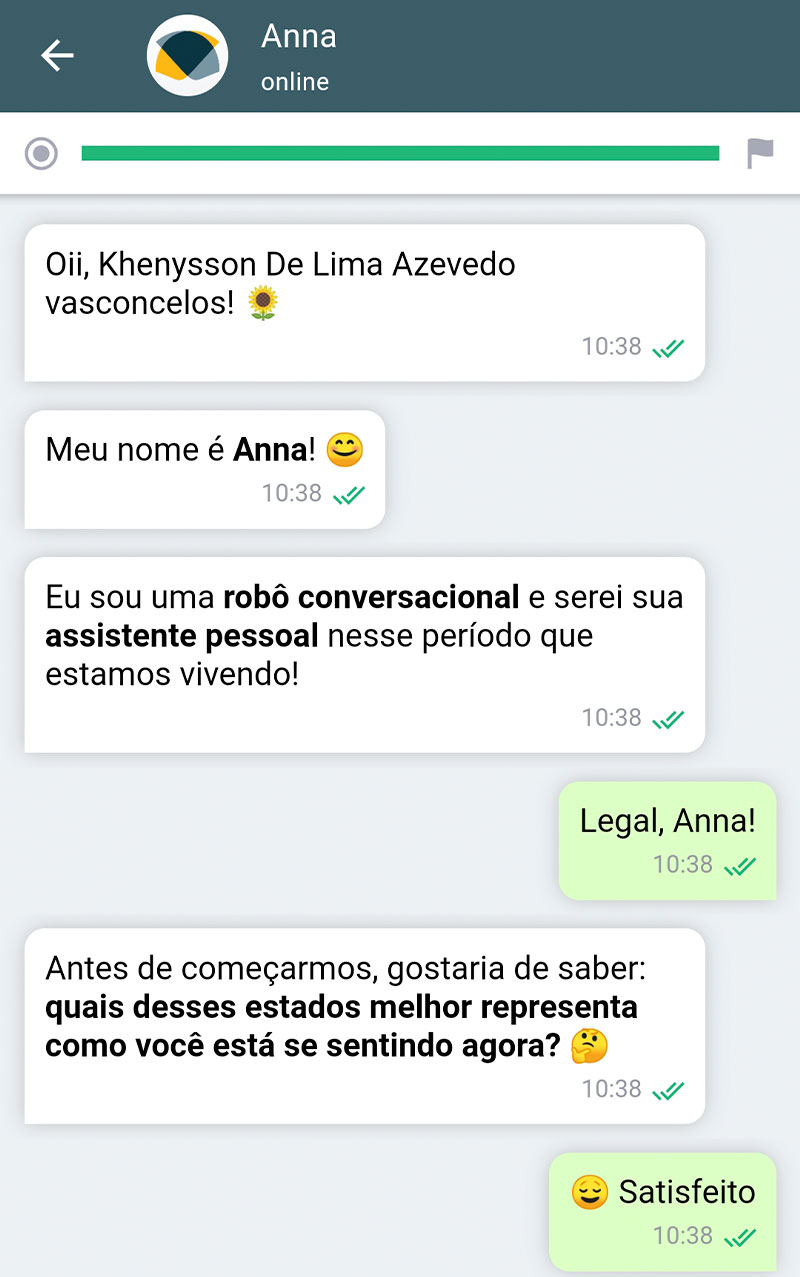 Anna
online
Oii, Khenysson De Lima Azevedo
vasconcelos! 🌻
10:38
Meu nome é Anna! 😊
10:38
Eu sou uma robô conversacional e serei sua
assistente pessoal nesse período que
estamos vivendo!
10:38
Legal, Anna!
10:38
Antes de começarmos, gostaria de saber:
quais desses estados melhor representa
como você está se sentindo agora? 🤔
10:38
😌 Satisfeito
10:38